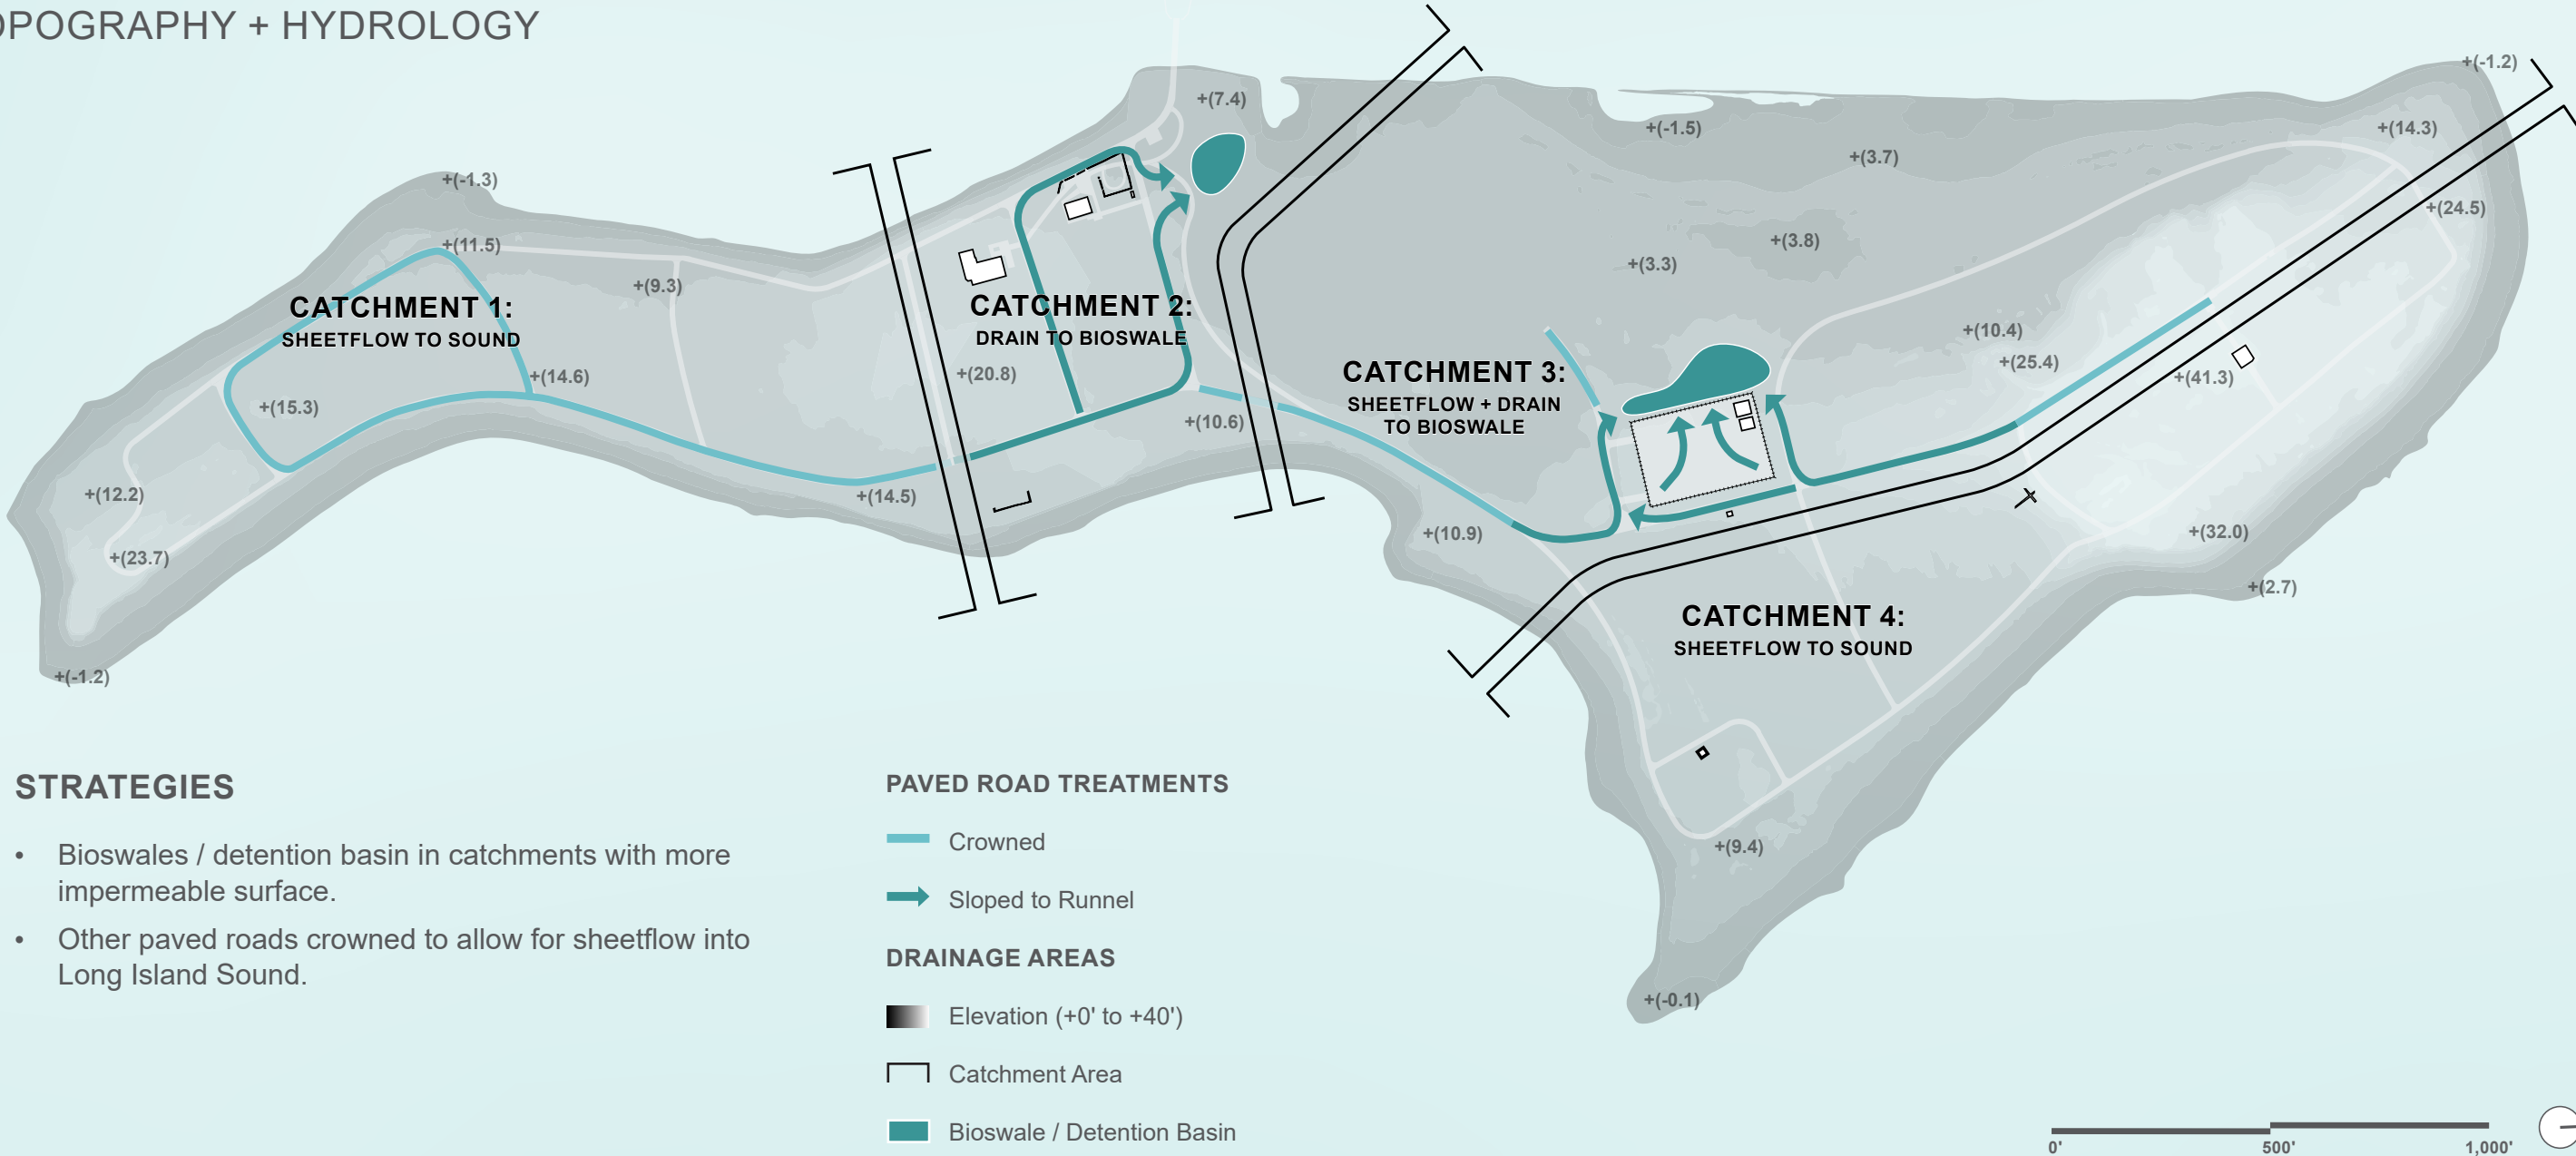 OPOGRAPHY + HYDROLOGY
+(-1.2)
+(7.4)
+(-1.5)
+(14.3)
+(3.7)
+(-1.3)
+(24.5)
+(11.5)
+(3.8)
+(3.3)
+(9.3)
CATCHMENT 1:
SHEETFLOW TO SOUND
CATCHMENT 2:
DRAIN TO BIOSWALE
+(10.4)
+(25.4)
+(41.3)
+(14.6)
+(20.8)
CATCHMENT 3:
SHEETFLOW + DRAIN
TO BIOSWALE
+(15.3)
+(10.6)
+(12.2)
+(14.5)
+(10.9)
+(32.0)
+(23.7)
+(2.7)
CATCHMENT 4:
SHEETFLOW TO SOUND
+(-1.2)
+(9.4)
+(-0.1)
STRATEGIES
• Bioswales / detention basin in catchments with more
impermeable surface.
• Other paved roads crowned to allow for sheetflow into
Long Island Sound.
PAVED ROAD TREATMENTS
Crowned
Sloped to Runnel
DRAINAGE AREAS
Elevation (+0' to +40')
Catchment Area
Bioswale / Detention Basin
0' 500' 1,000'